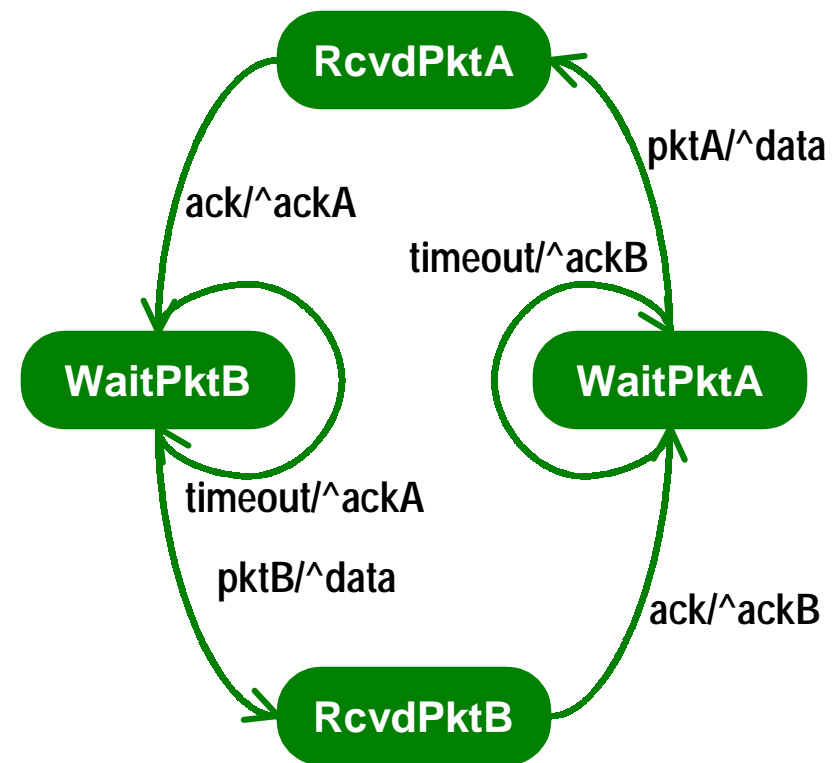 RcvdPktA
pktA/^data
ack/^ackA
timeout/^ackB
WaitPktB
WaitPktA
timeout/^ackA
pktB/^data
ack/^ackB
RcvdPktB